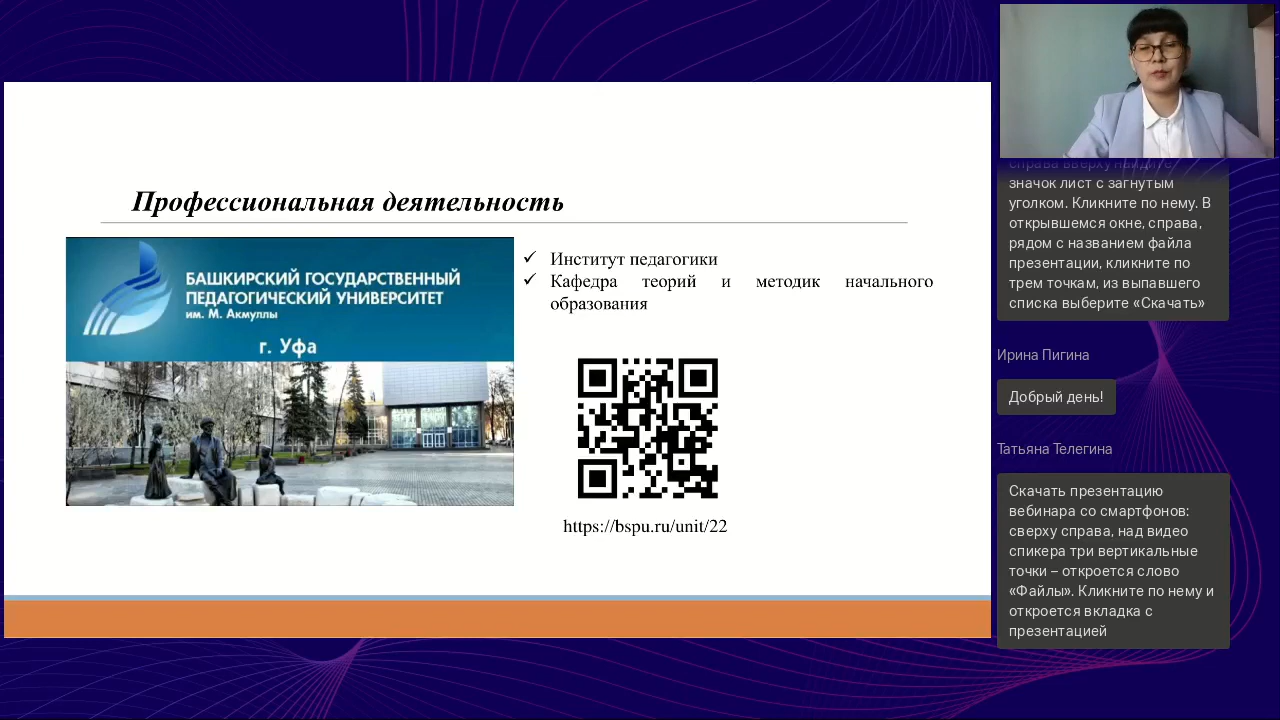 Профессиональная деятельность
БАШКИРСКИЙ ГОСУДАРСТВЕННЫЙ
ПЕДАГОГИЧЕСКИЙ УНИВЕРСИТЕТ
им. М. Акмуллы
г. Уфа
Институт педагогики
Кафедра теорий и методик начального
образования
https://bspu.ru/unit/22
справа вверху найдите
значок лист с загнутым
уголком. Кликните по нему. В
открывшемся окне, справа,
рядом с названием файла
презентации, кликните по
трем точкам, из выпавшего
списка выберите «Скачать»
Ирина Пигина
Добрый день!
Татьяна Телегина
Скачать презентацию
вебинара со смартфонов:
сверху справа, над видео
спикера три вертикальные
точки – откроется слово
«Файлы». Кликните по нему и
откроется вкладка с
презентацией